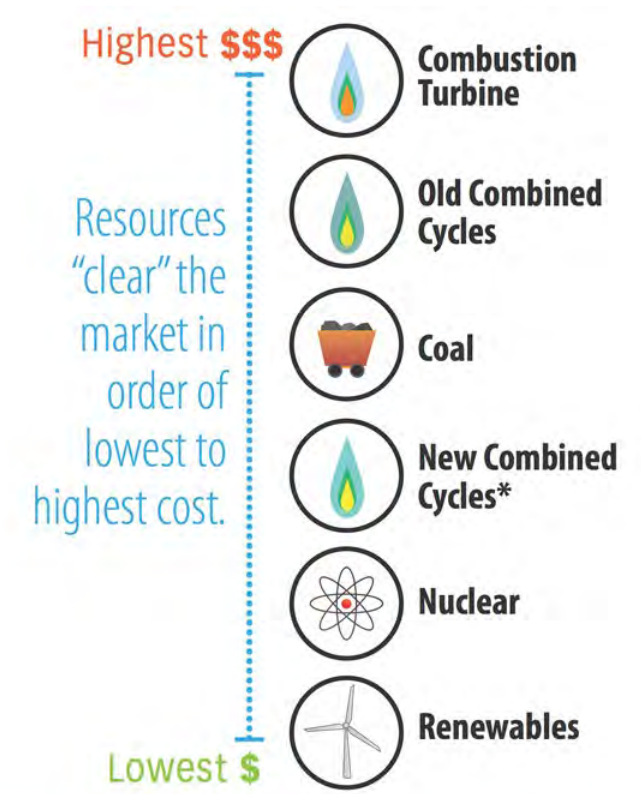 Highest $$$
Combustion
Turbine
Old Combined
Cycles
Resources
“clear” the
market in
order of
lowest to
highest cost.
Coal
New Combined
Cycles*
Nuclear
Renewables
Lowest $